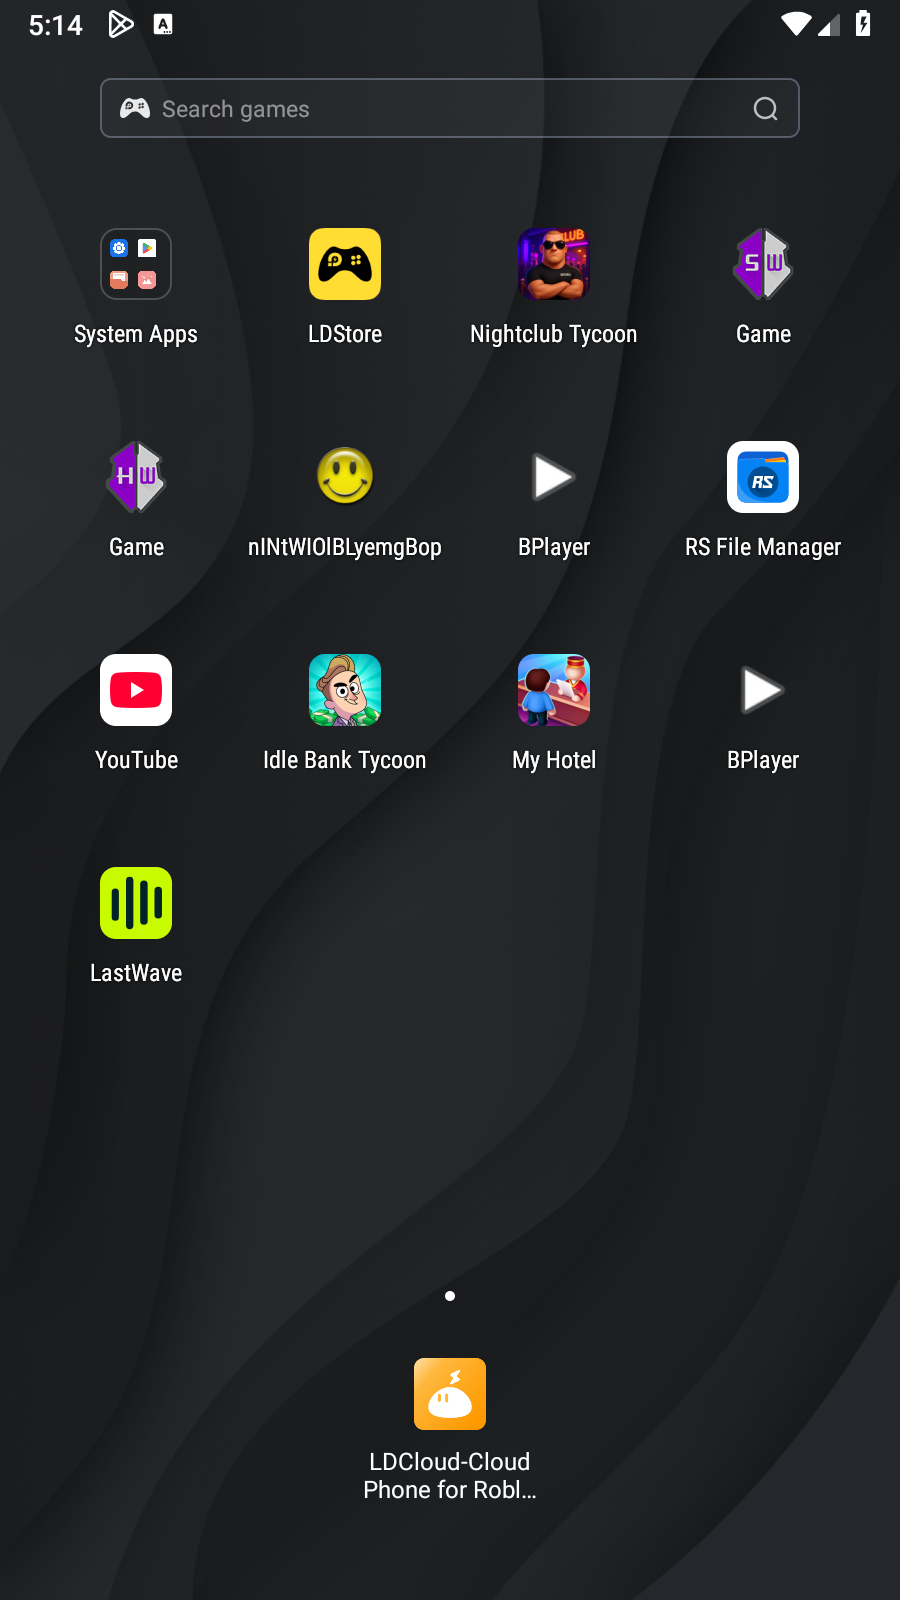 5:14
Search games
System Apps
LDStore
Nightclub Tycoon
Game
Game
nINtWIOIBLyemgBop
BPlayer
RS File Manager
YouTube
Idle Bank Tycoon
My Hotel
BPlayer
LastWave
LDCloud-Cloud
Phone for Robl...